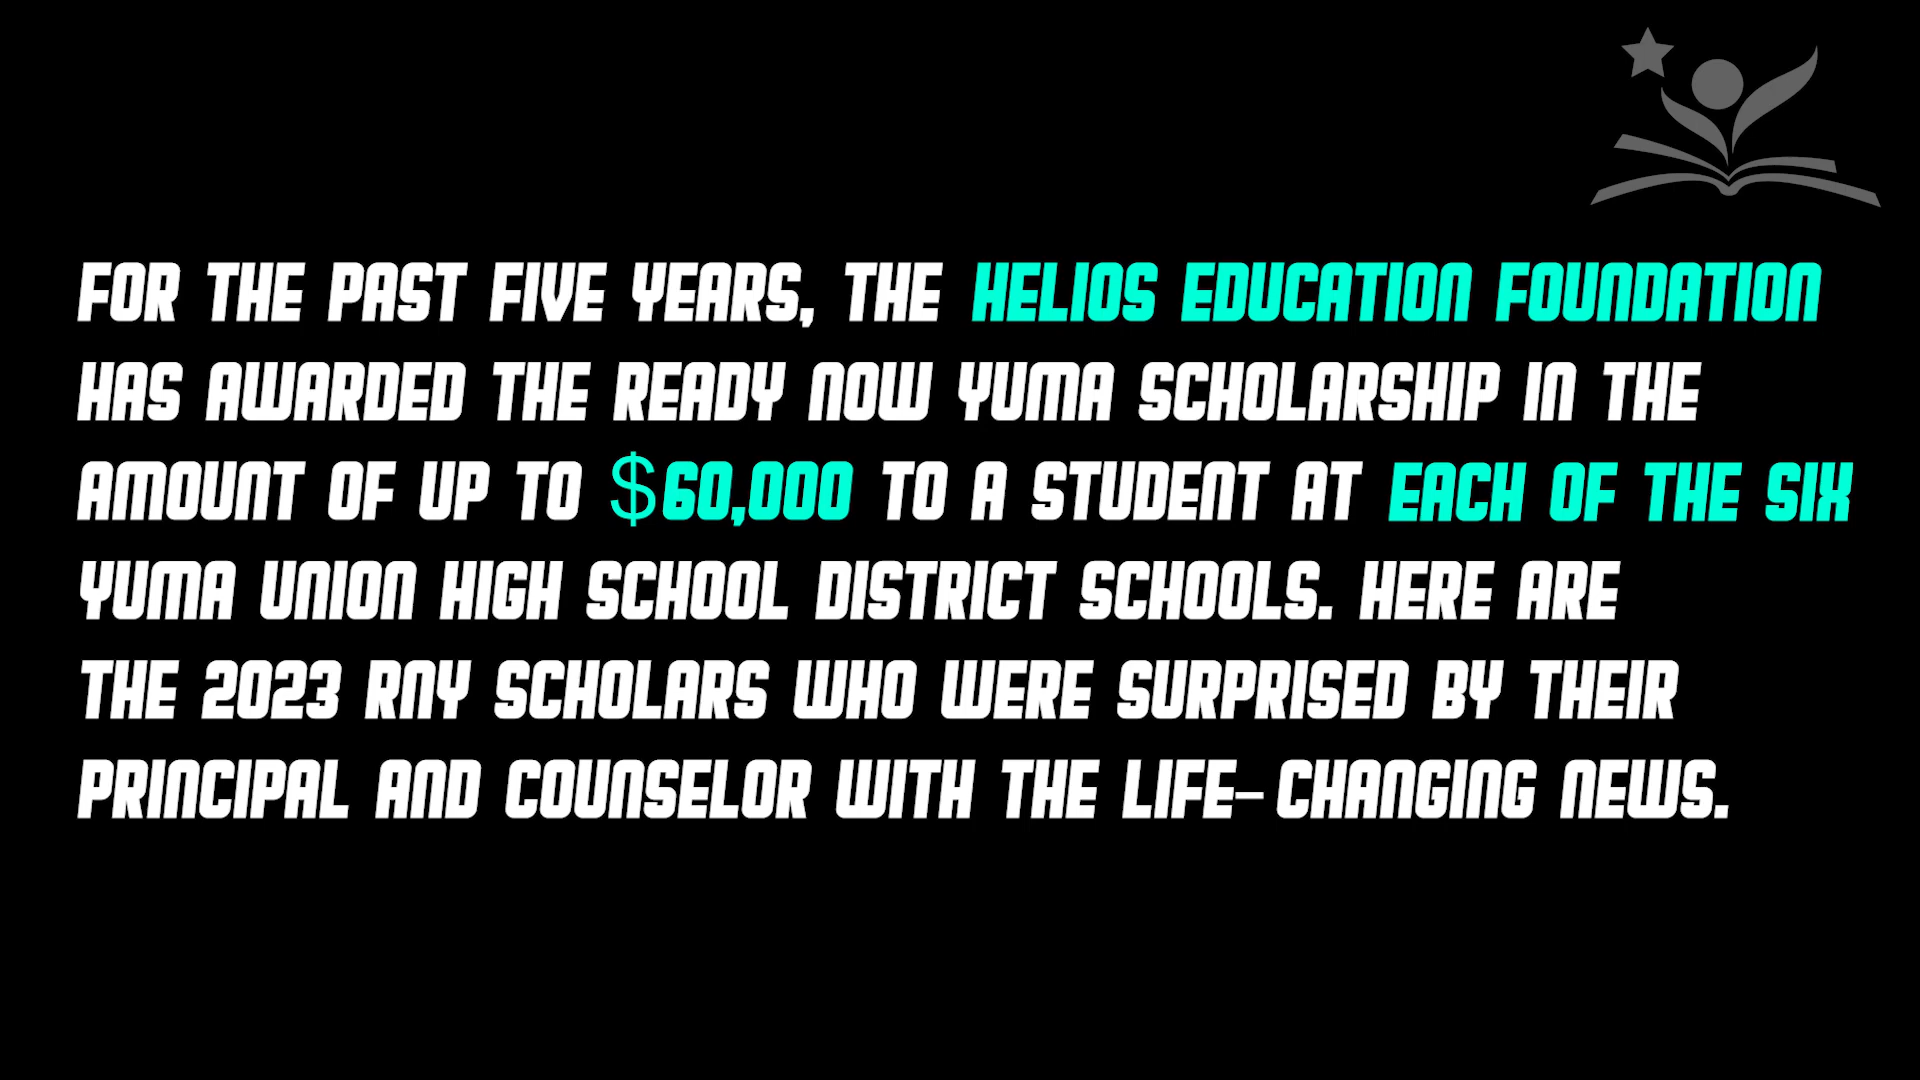 FOR THE PAST FIVE YEARS, THE HELIOS EDUCATION FOUNDATION
HAS AWARDED THE READY NOW YUMA SCHOLARSHIP IN THE
AMOUNT OF UP TO $60,000 TO A STUDENT AT EACH OF THE SIX
YUMA UNION HIGH SCHOOL DISTRICT SCHOOLS. HERE ARE
THE 2023 RNY SCHOLARS WHO WERE SURPRISED BY THEIR
PRINCIPAL AND COUNSELOR WITH THE LIFE-CHANGING NEWS.